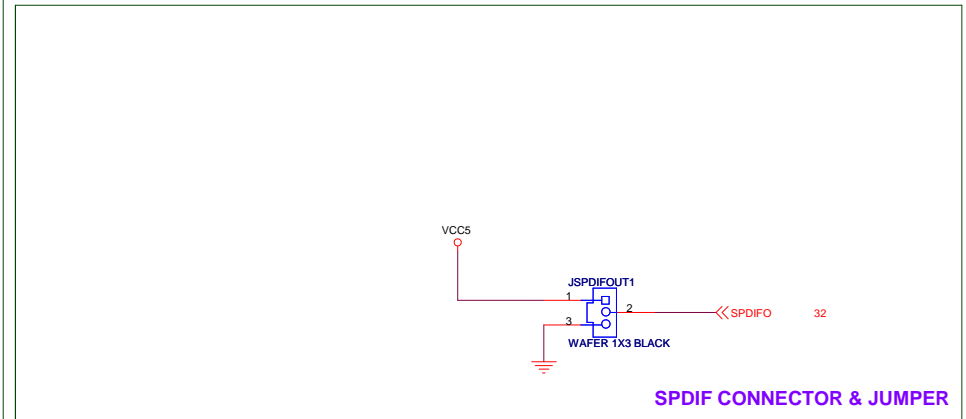 VCC5
JSPDIFOUT1
1
2
SPDIFO 32
3
WAFER 1X3 BLACK
SPDIF CONNECTOR & JUMPER